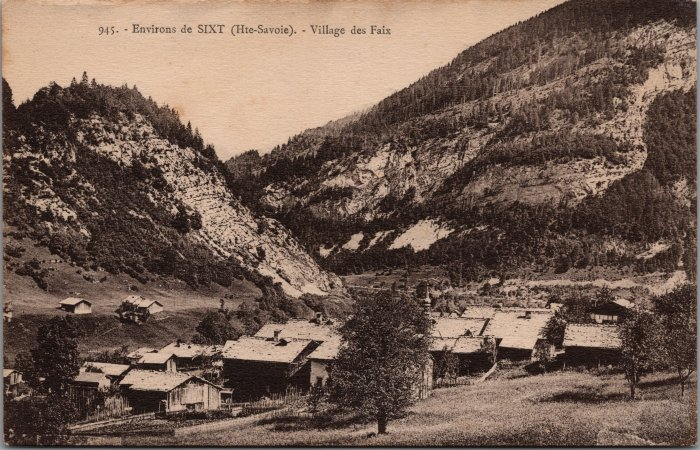 945. - Environs de SIXT (Hte-Savoie). - Village des Faix